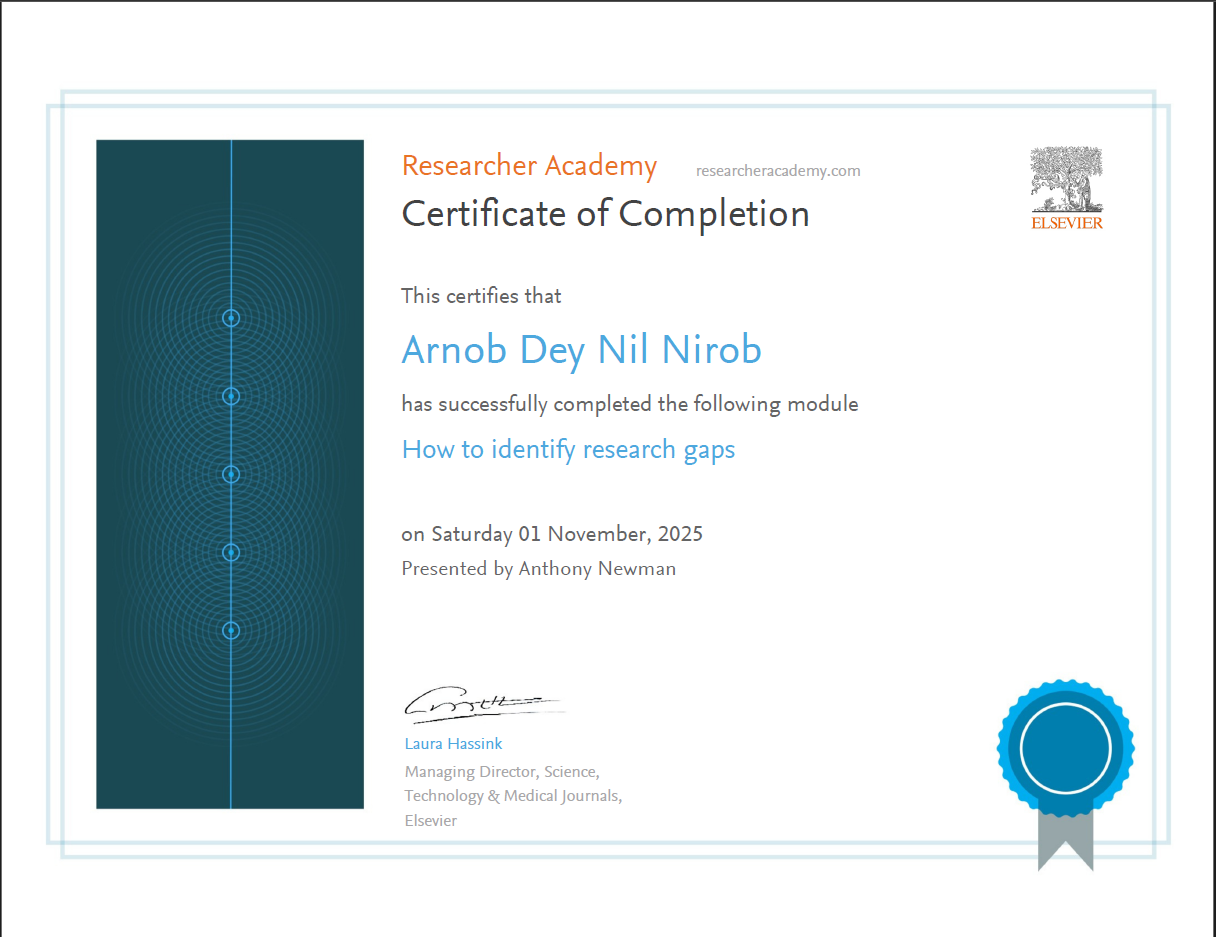 Researcher Academy researcheracademy.com
Certificate of Completion
ELSEVIER
This certifies that
Arnob Dey Nil Nirob
has successfully completed the following module
How to identify research gaps
on Saturday 01 November, 2025
Presented by Anthony Newman
Laura Hassink
Managing Director, Science,
Technology & Medical Journals,
Elsevier